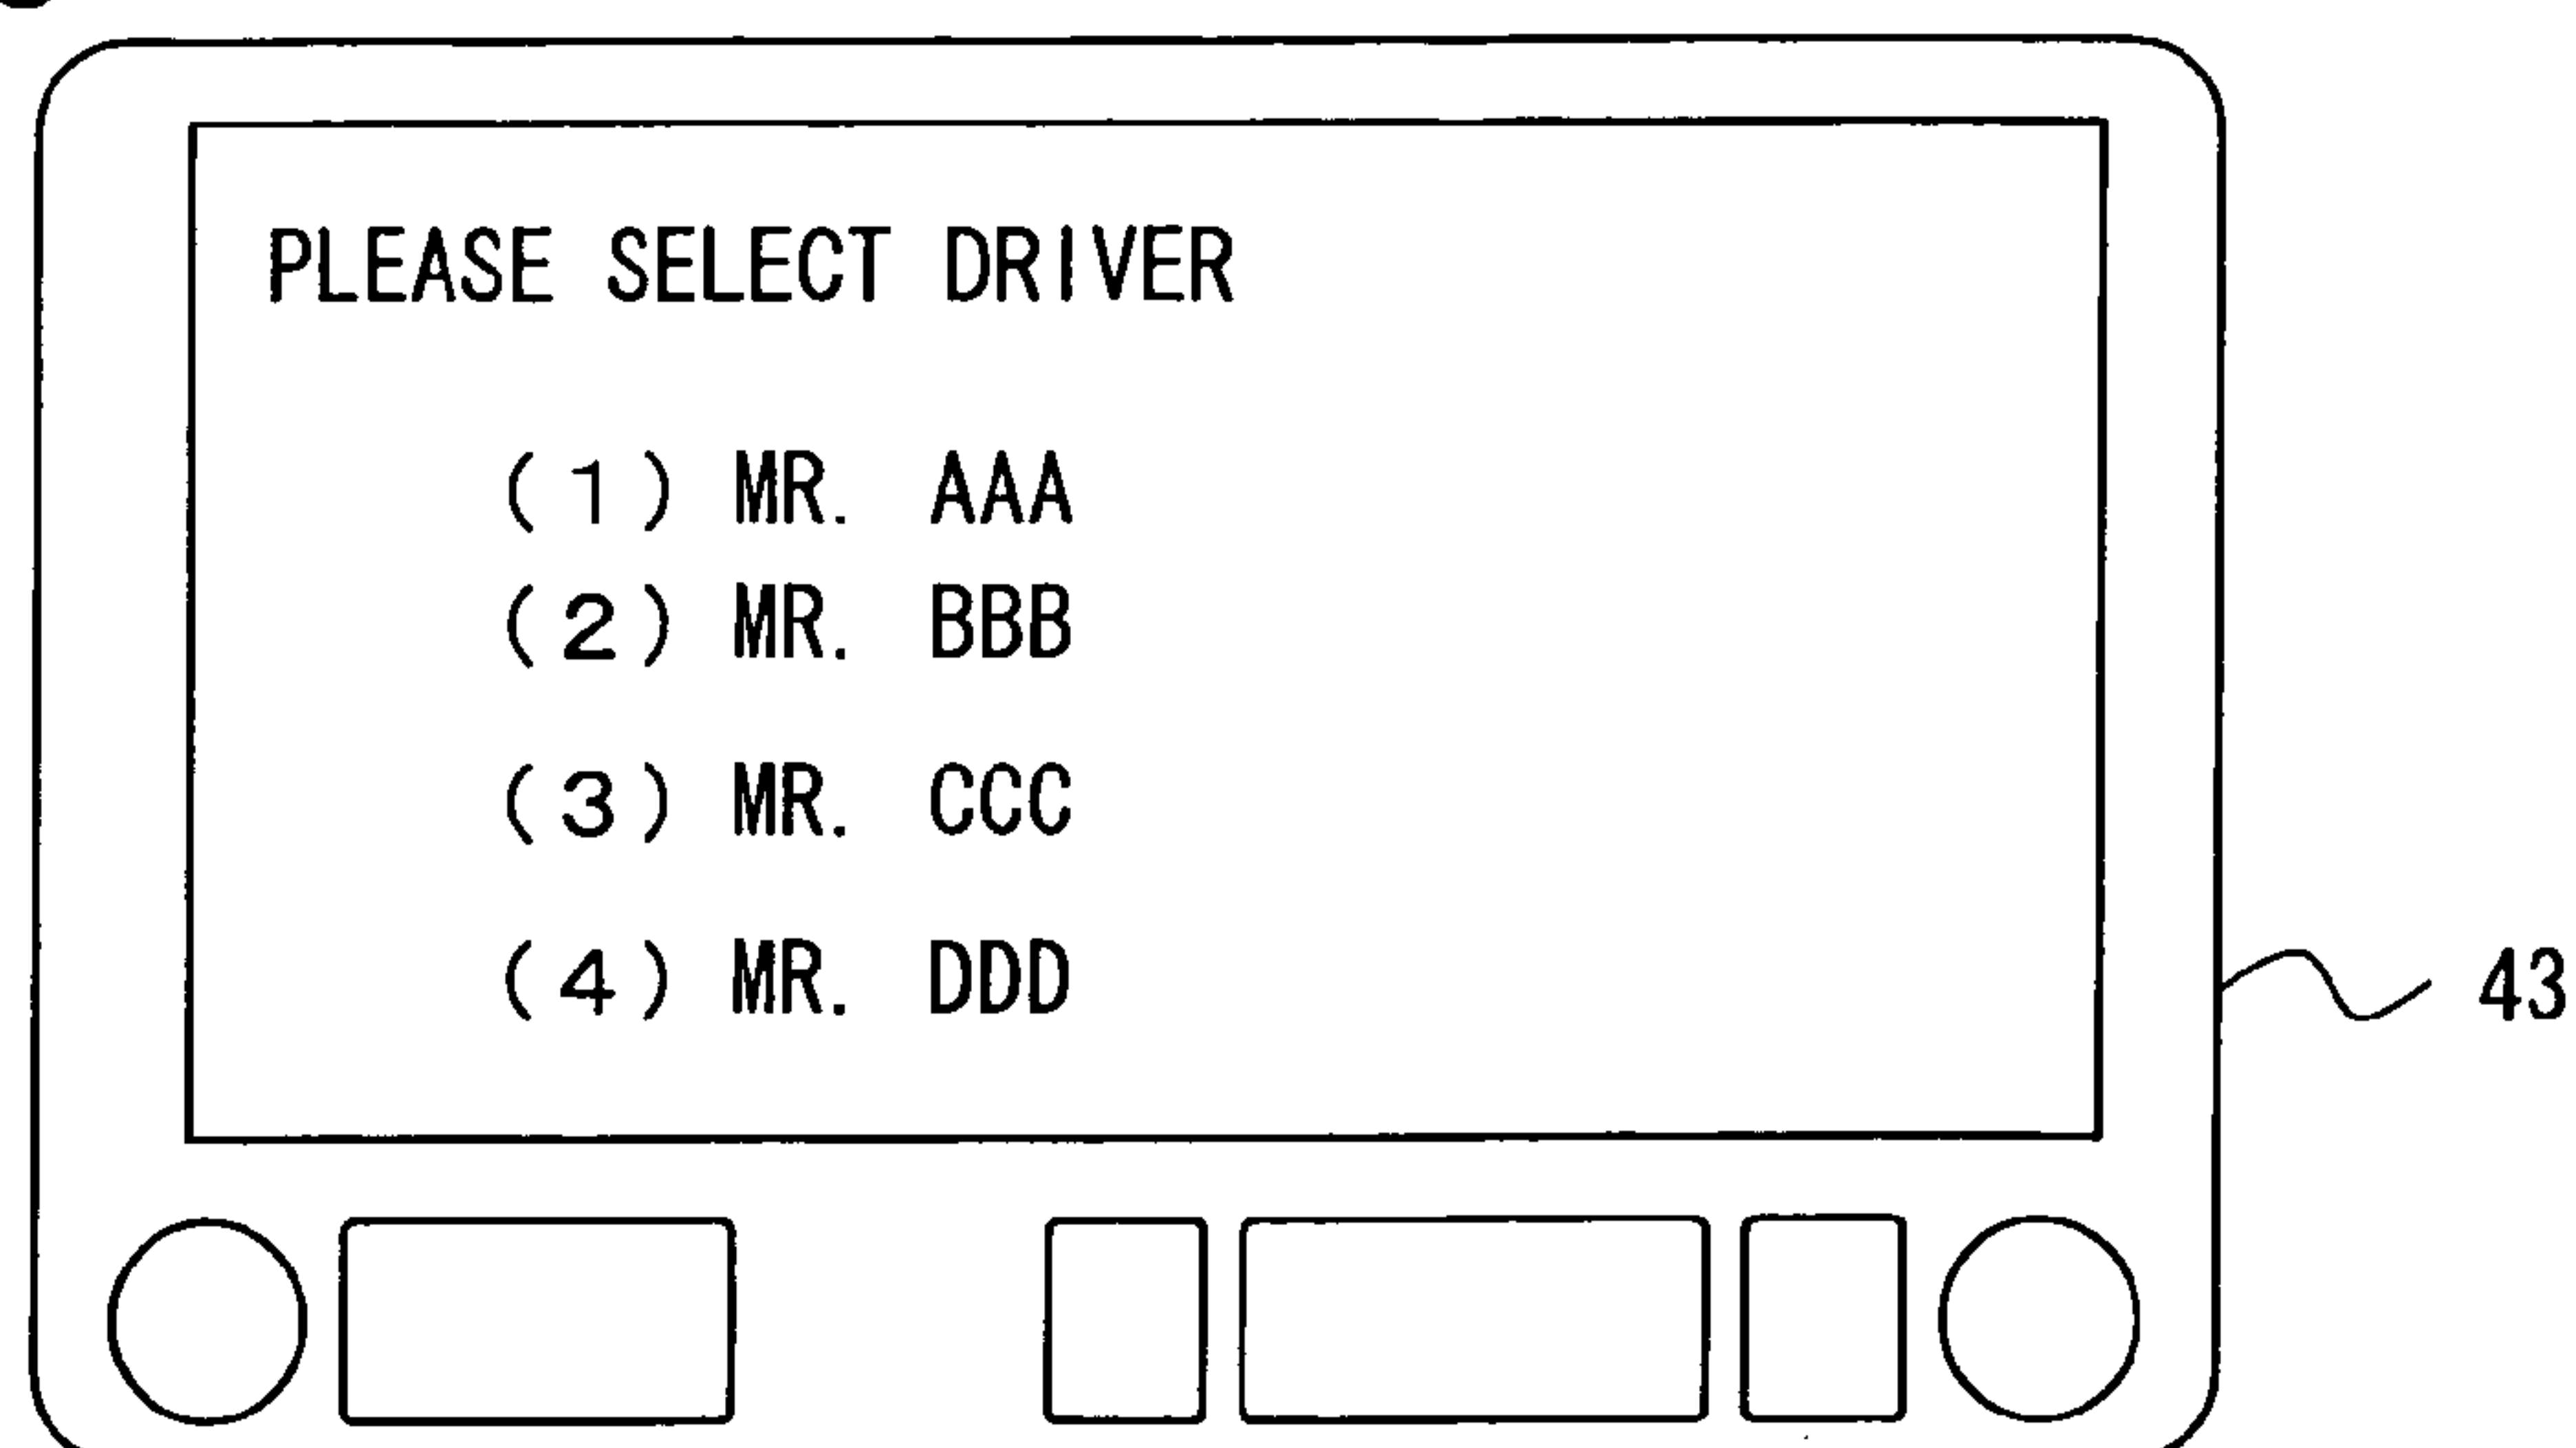 PLEASE SELECT DRIVER
(1) MR. AAA
(2) MR. BBB
(3) MR. CCC
(4) MR. DDD
43